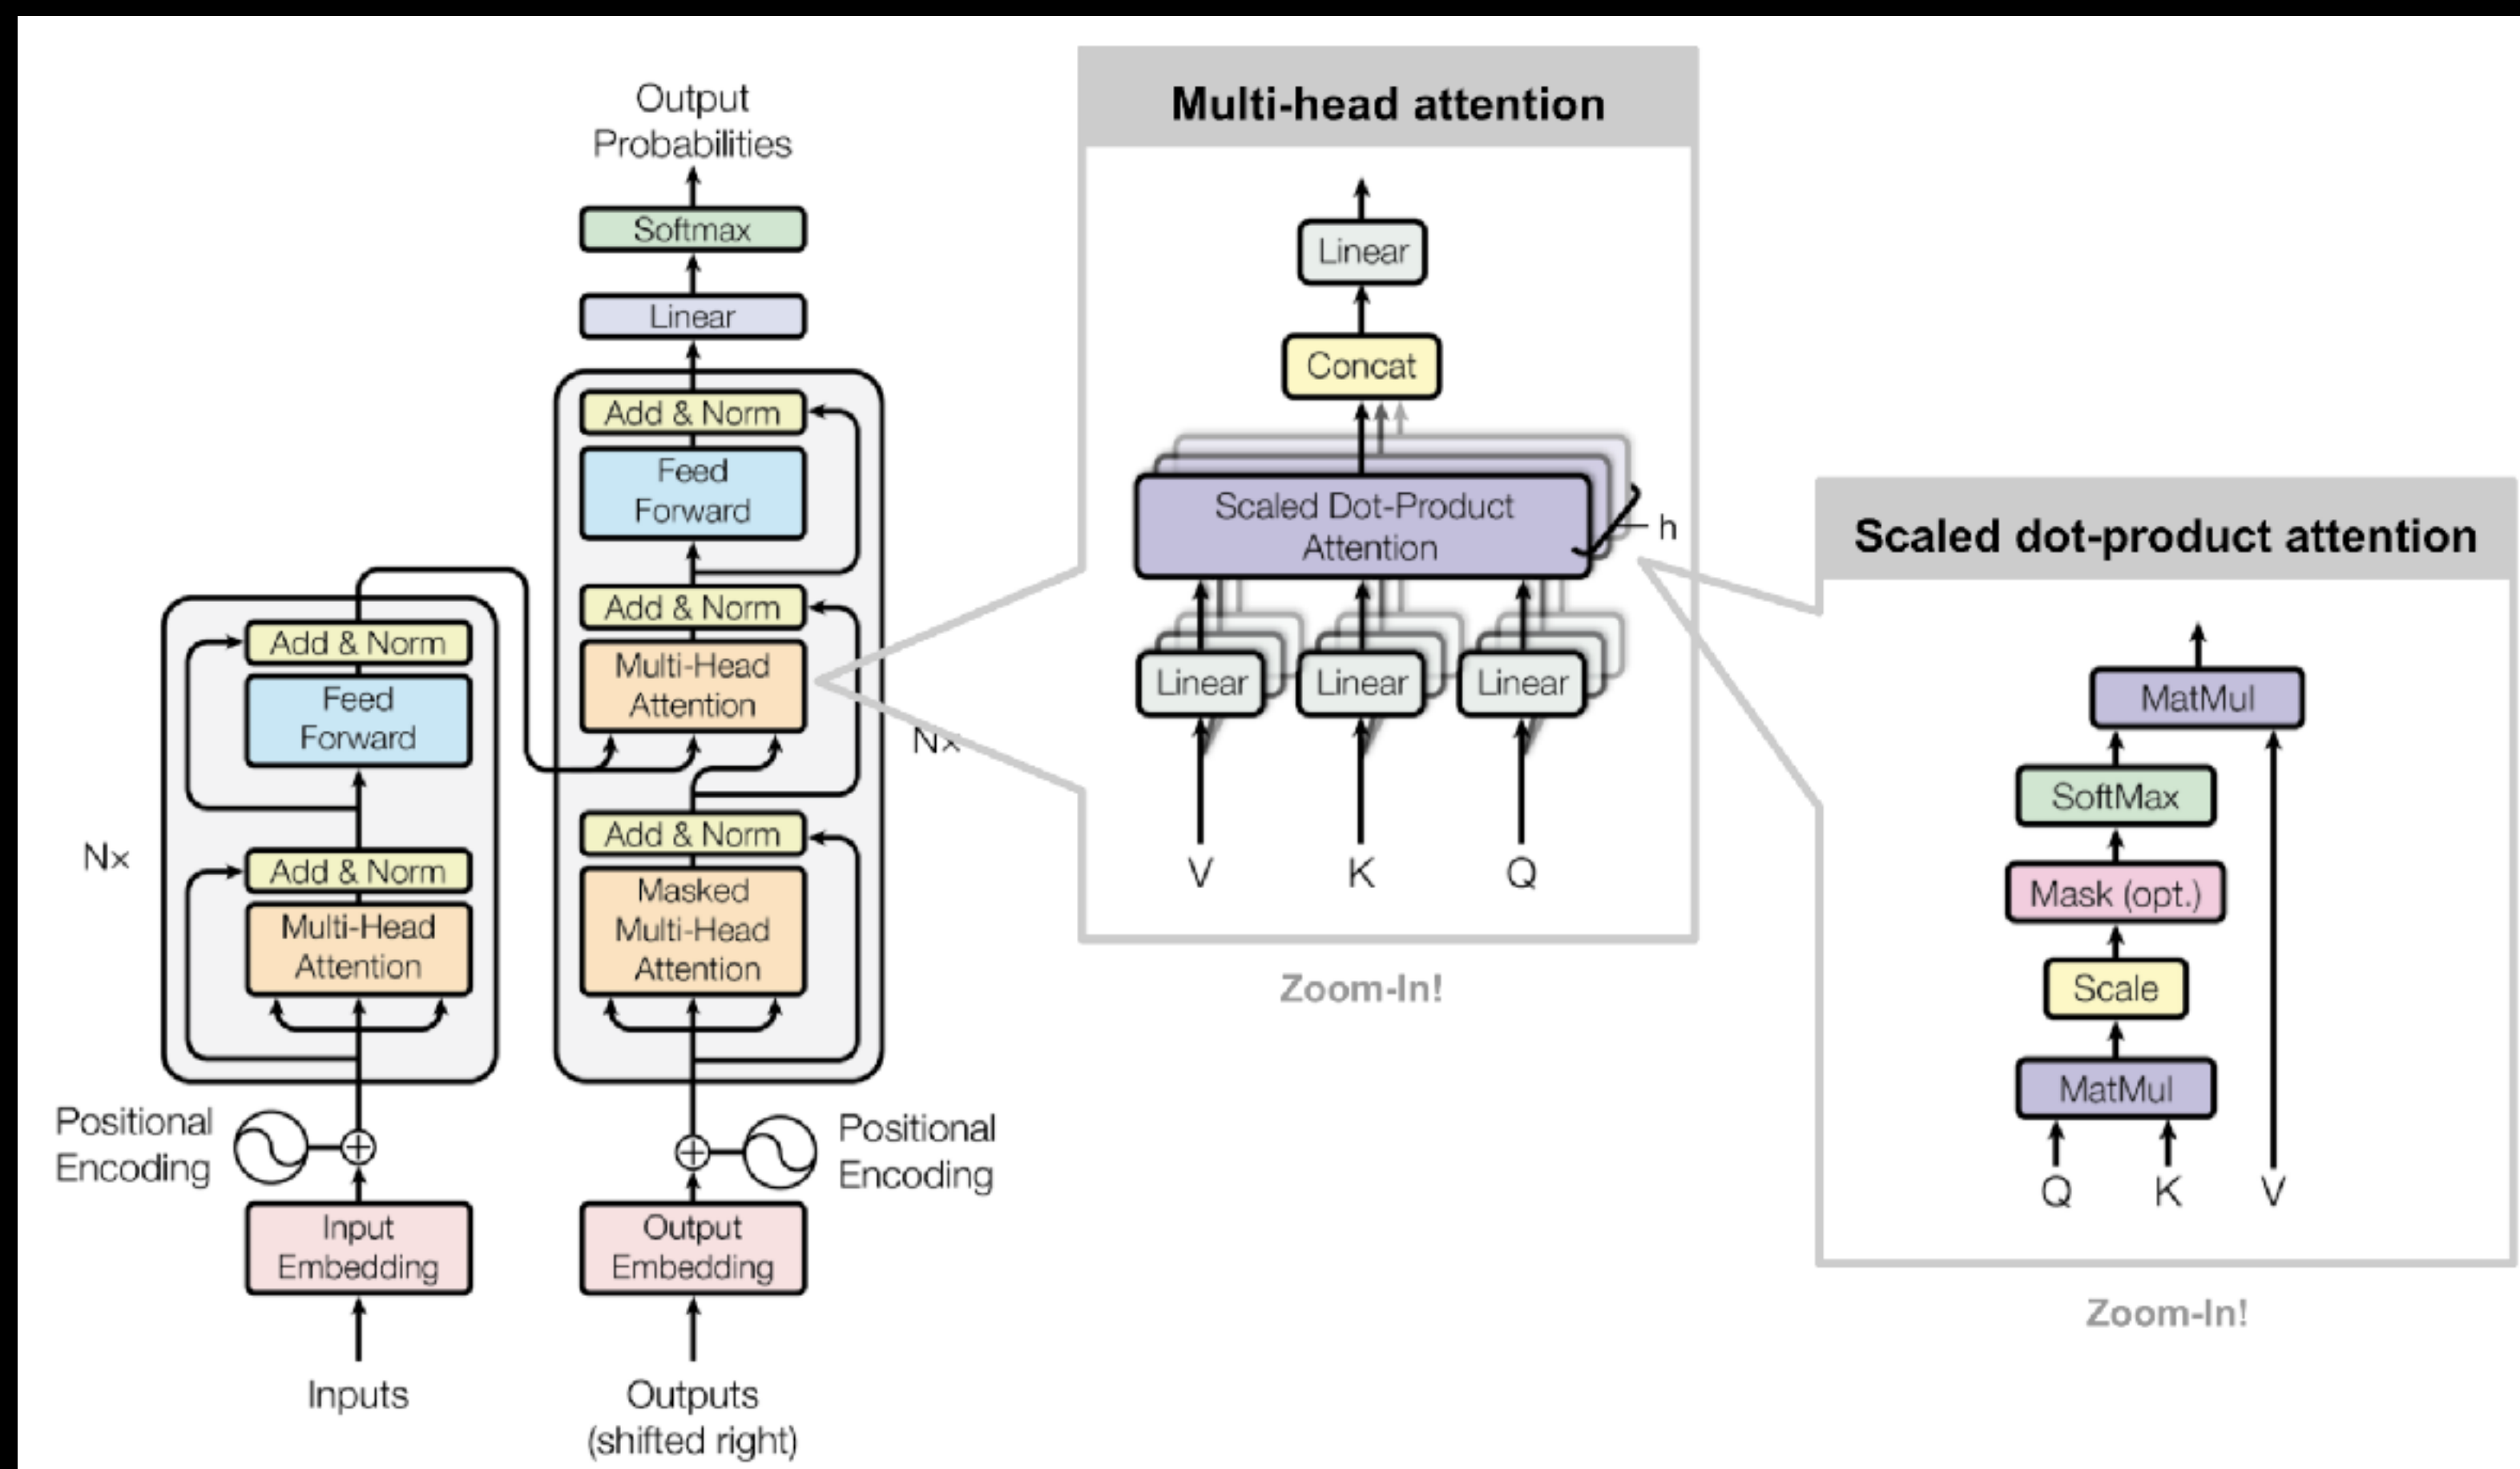 Output
Probabilities
Softmax
Linear
Add & Norm
Feed
Forward
Add & Norm
Multi-Head
Attention
Nx
Add & Norm
Masked
Multi-Head
Attention
Positional
Encoding
Output
Embedding
Outputs
(shifted right)
Add & Norm
Feed
Forward
Nx
Add & Norm
Multi-Head
Attention
Positional
Encoding
Input
Embedding
Inputs
Multi-head attention
Linear
Concat
Scaled Dot-Product
Attention
h
Linear Linear Linear
V K Q
Zoom-In!
Scaled dot-product attention
MatMul
SoftMax
Mask (opt.)
Scale
MatMul
Q K V
Zoom-In!